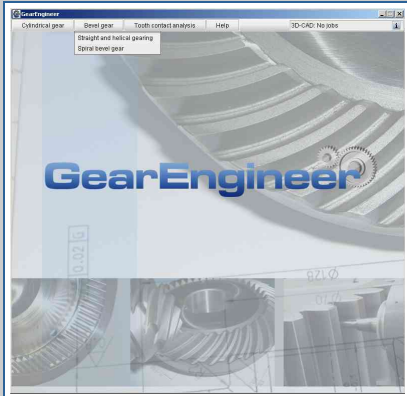 GearEngineer
Cylindrical gear Bevel gear Tooth contact analysis Help 3D-CAD: No jobs i
Straight and helical gearing
Spiral bevel gear
GearEngineer
0.02 G
Ø128